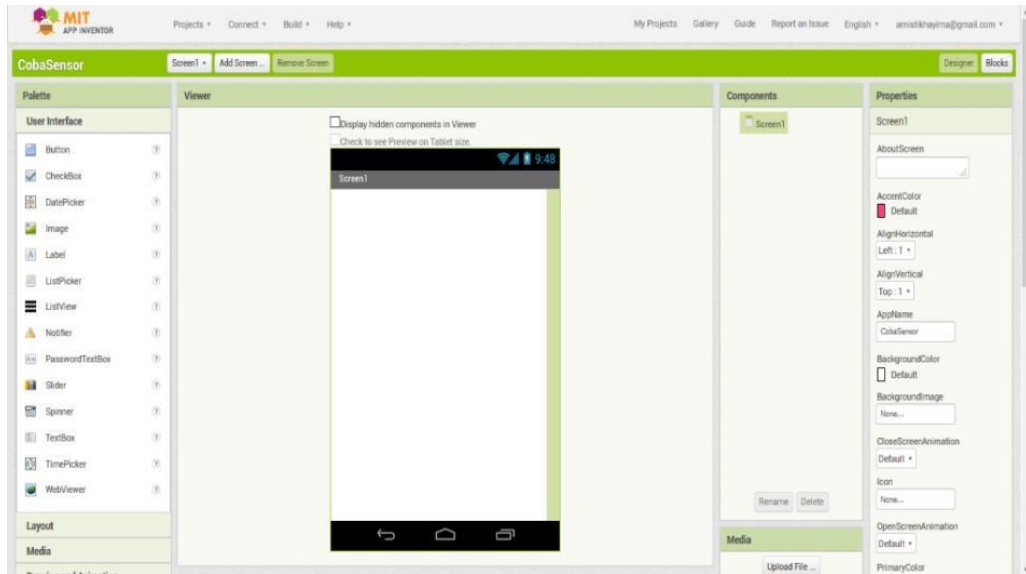 MIT
APP INVENTOR
Projects Connect Build Help
My Projects Gallery Guide Report an Issue English
CobaSensor Screen1 Add Screen ... Remove Screen Designer Blocks
Palette
User Interface
Button
CheckBox
DatePicker
Image
Label
ListPicker
ListView
Notifier
PasswordTextBox
Slider
Spinner
TextBox
TimePicker
WebViewer
Layout
Media
Drawing and Animation
Viewer
Display hidden components in Viewer
Check to see Preview on Tablet size.
9:48
Screen1
Components
Screen1
Rename Delete
Media
Upload File ...
Properties
Screen1
AboutScreen
AccentColor
Default
AlignHorizontal
Left : 1
AlignVertical
Top : 1
AppName
CobaSensor
BackgroundColor
Default
BackgroundImage
None...
CloseScreenAnimation
Default
Icon
None...
OpenScreenAnimation
Default
PrimaryColor